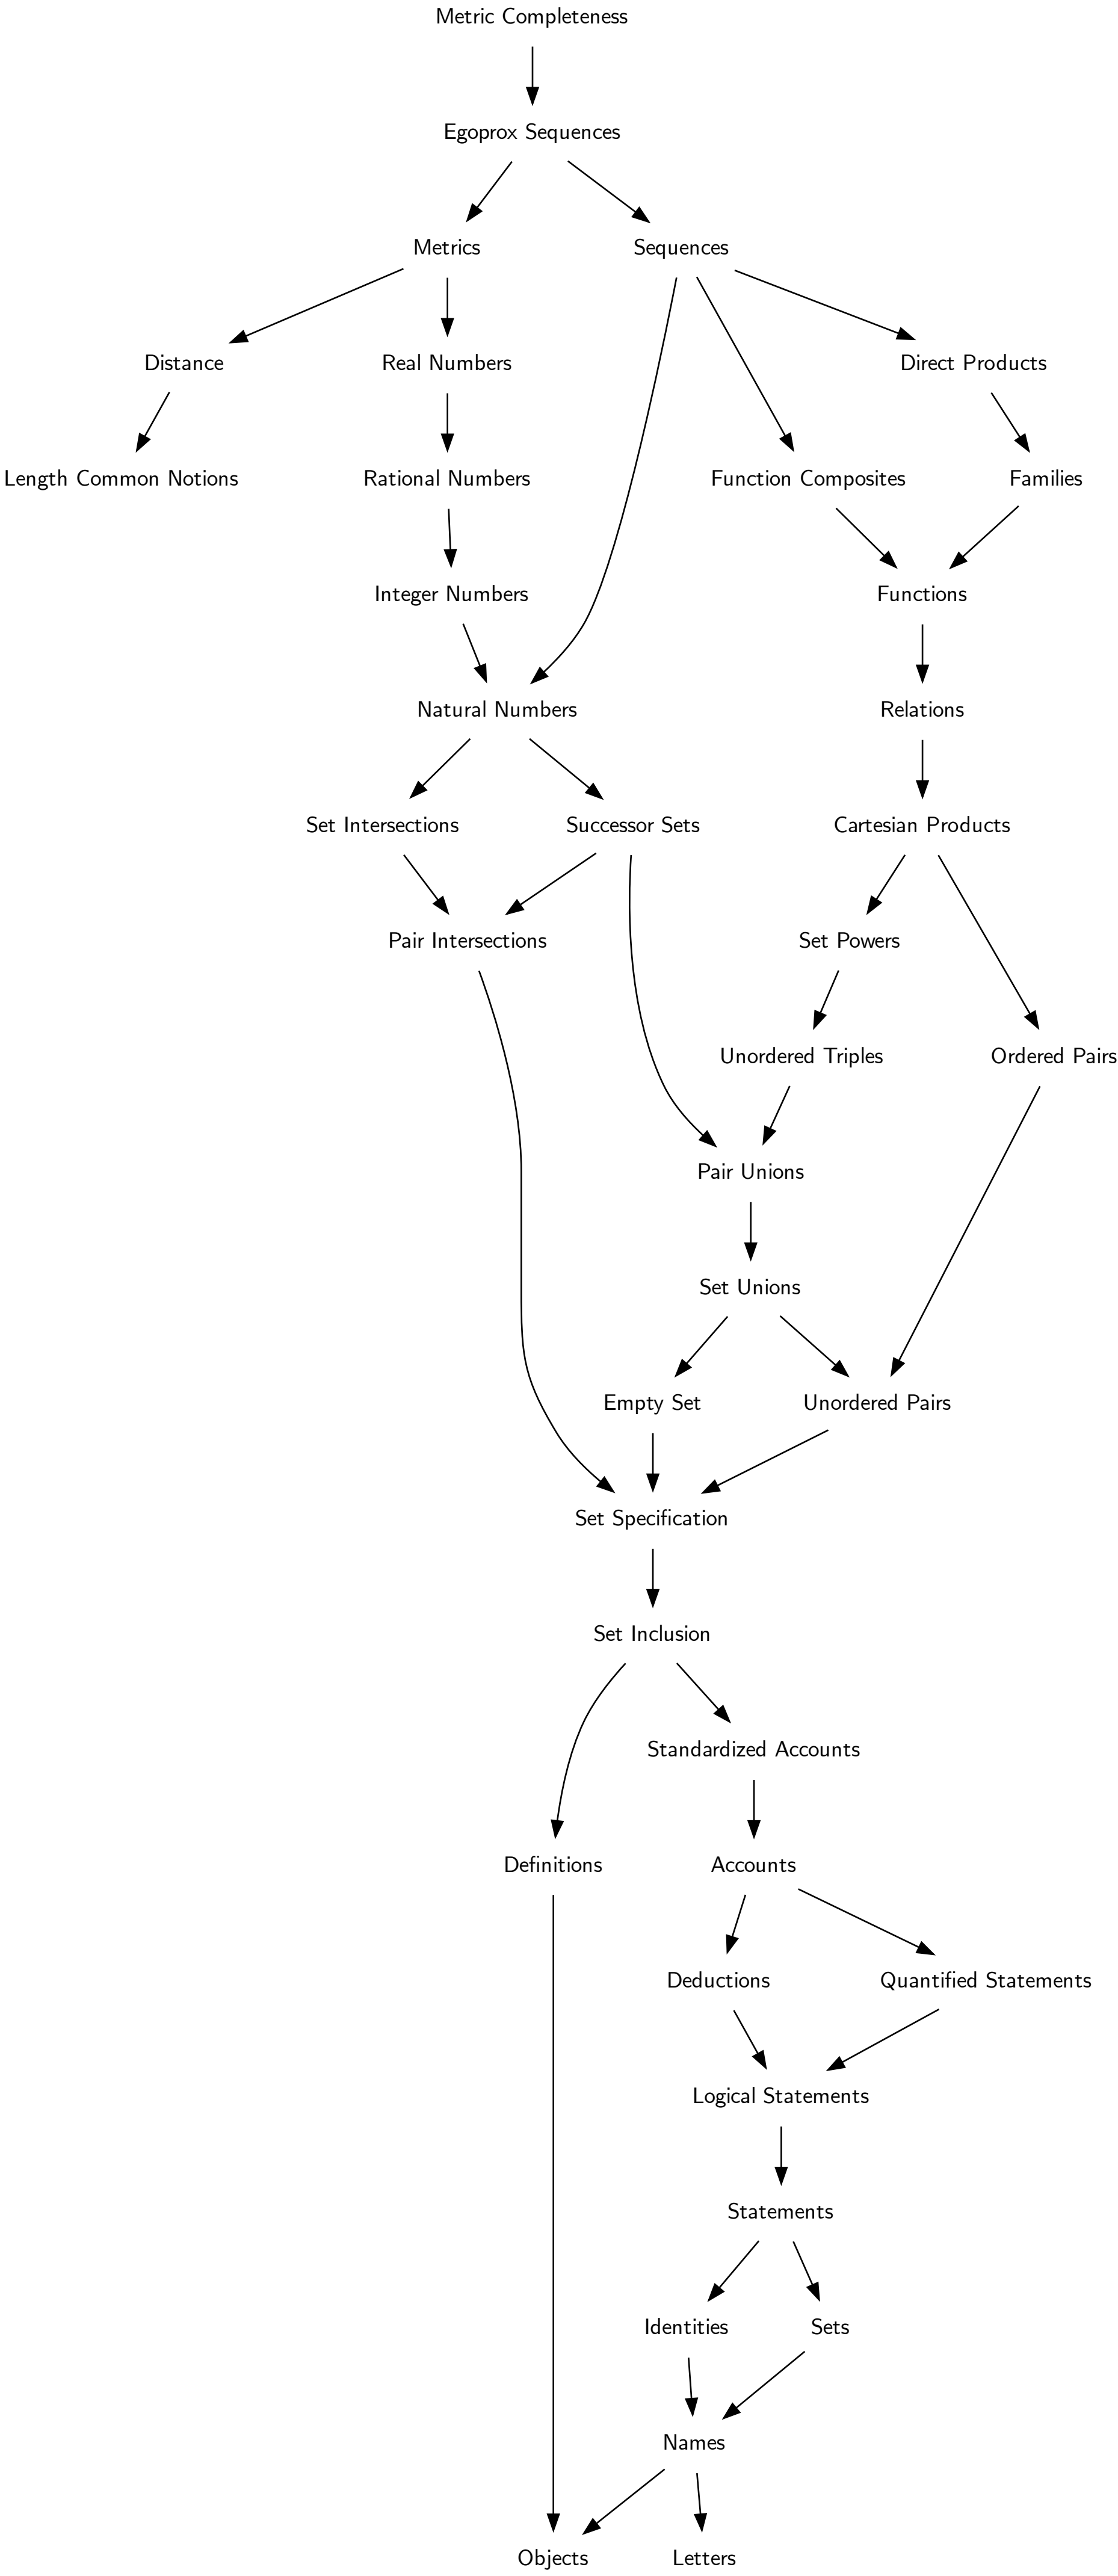 Metric Completeness
Egoprox Sequences
Metrics
Sequences
Distance
Real Numbers
Direct Products
Length Common Notions
Rational Numbers
Function Composites
Families
Integer Numbers
Functions
Natural Numbers
Relations
Set Intersections
Successor Sets
Cartesian Products
Pair Intersections
Set Powers
Unordered Triples
Ordered Pairs
Pair Unions
Set Unions
Empty Set
Unordered Pairs
Set Specification
Set Inclusion
Standardized Accounts
Definitions
Accounts
Deductions
Quantified Statements
Logical Statements
Statements
Identities
Sets
Names
Objects
Letters